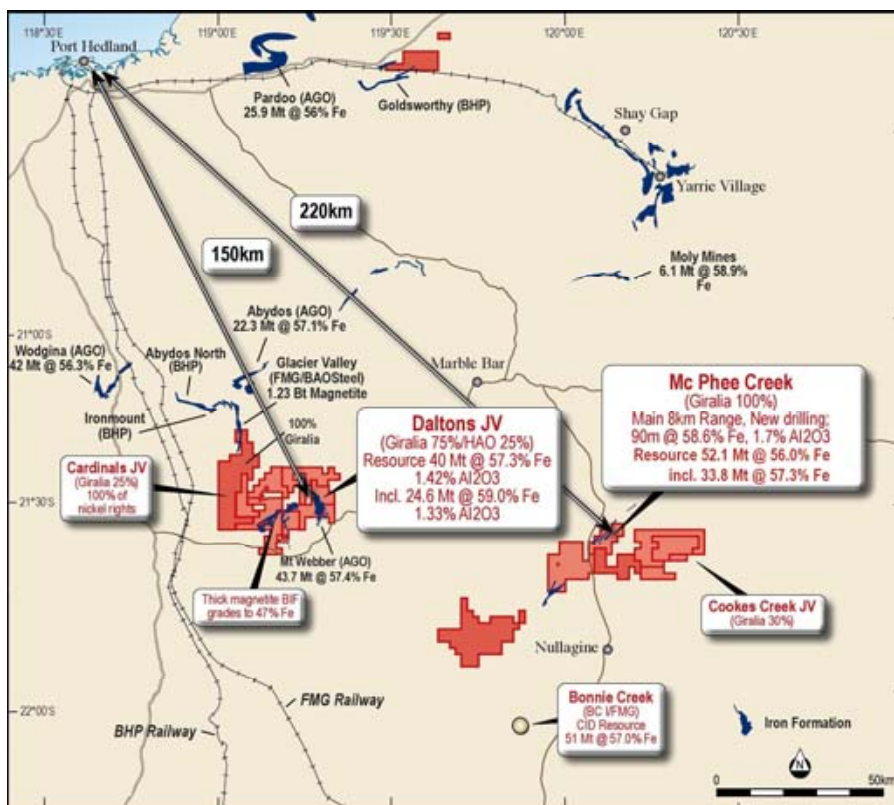 118°30'E
119°00'E
119°30'E
120°00'E
120°30'E
Port Hedland
Pardoo (AGO)
25.9 Mt @ 56% Fe
Goldsworthy (BHP)
Shay Gap
Yarrie Village
220km
150km
Moly Mines
6.1 Mt @ 58.9%
Fe
Abydos (AGO)
22.3 Mt @ 57.1% Fe
21°00'S
Wodgina (AGO)
42 Mt @ 56.3% Fe
Abydos North
(BHP)
Glacier Valley
(FMG/BAOSteel)
1.23 Bt Magnetite
Marble Bar
Ironmount
(BHP)
100%
Giralia
Mc Phee Creek
(Giralia 100%)
Main 8km Range, New drilling;
90m @ 58.6% Fe, 1.7% Al2O3
Resource 52.1 Mt @ 56.0% Fe
incl. 33.8 Mt @ 57.3% Fe
Daltons JV
(Giralia 75%/HAO 25%)
Resource 40 Mt @ 57.3% Fe
1.42% Al2O3
Incl. 24.6 Mt @ 59.0% Fe
1.33% Al2O3
Cardinals JV
(Giralia 25%)
100% of
nickel rights
21°30'S
Mt Webber (AGO)
43.7 Mt @ 57.4% Fe
Thick magnetite BIF
grades to 47% Fe
Cookes Creek JV
(Giralia 30%)
Nullagine
22°00'S
FMG Railway
BHP Railway
Bonnie Creek
(BC I/FMG)
CID Resource
51 Mt @ 57.0% Fe
Iron Formation
N
0
50km